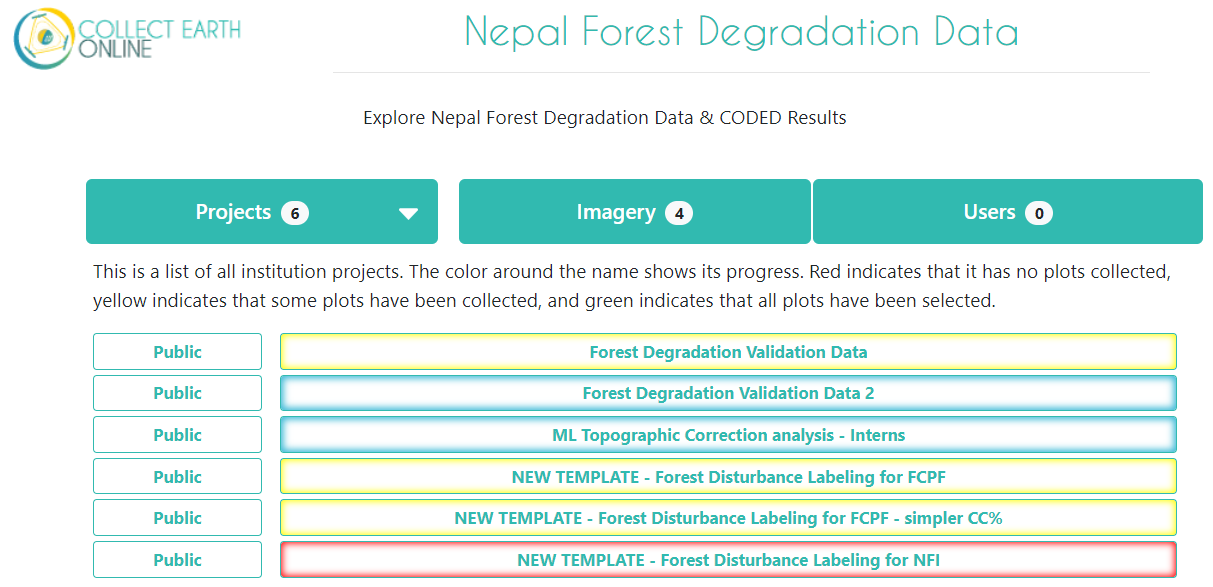 COLLECT EARTH
ONLINE
Nepal Forest Degradation Data
Explore Nepal Forest Degradation Data & CODED Results
Projects 6
Imagery 4
Users 0
This is a list of all institution projects. The color around the name shows its progress. Red indicates that it has no plots collected,
yellow indicates that some plots have been collected, and green indicates that all plots have been selected.
Public Forest Degradation Validation Data
Public Forest Degradation Validation Data 2
Public ML Topographic Correction analysis - Interns
Public NEW TEMPLATE - Forest Disturbance Labeling for FCPF
Public NEW TEMPLATE - Forest Disturbance Labeling for FCPF - simpler CC%
Public NEW TEMPLATE - Forest Disturbance Labeling for NFI